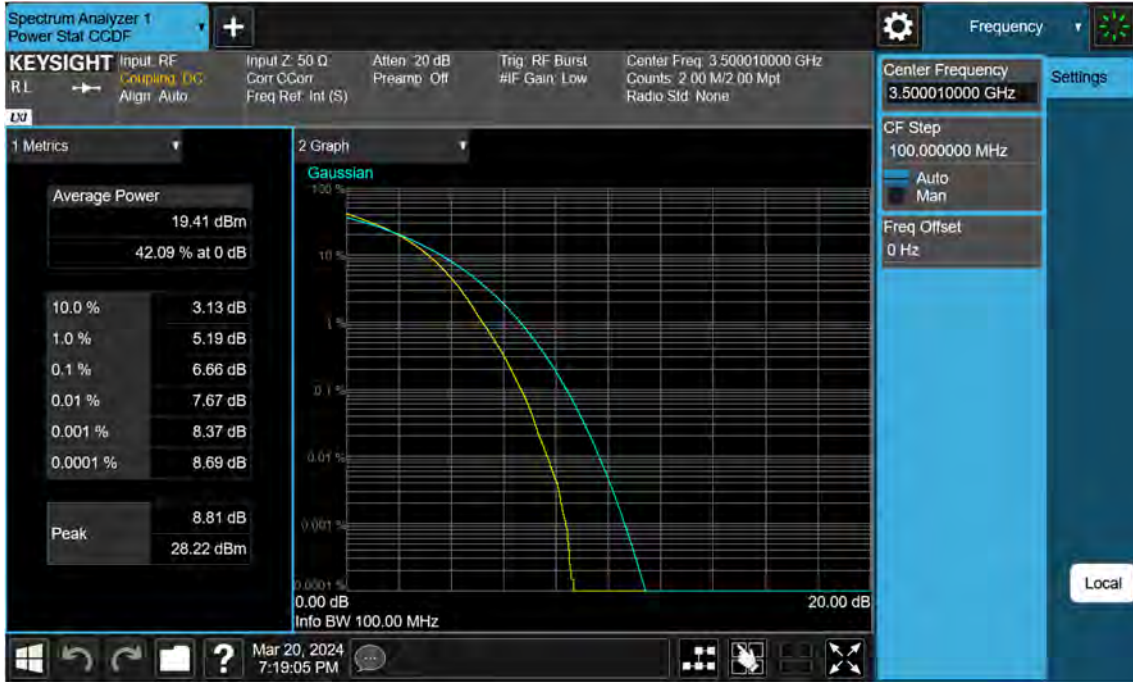 Spectrum Analyzer 1
Power Stat CCDF
Frequency
KEYSIGHT
RL
LXI
Input: RF
Coupling: DC
Align: Auto
Input Z: 50 Ω
Corr CCorr
Freq Ref: Int (S)
Atten: 20 dB
Preamp: Off
Trig: RF Burst
#IF Gain: Low
Center Freq: 3.500010000 GHz
Counts: 2.00 M/2.00 Mpt
Radio Std: None
Center Frequency
3.500010000 GHz
Settings
CF Step
100.000000 MHz
Auto
Man
Freq Offset
0 Hz
1 Metrics
Average Power
19.41 dBm
42.09 % at 0 dB
10.0 % 3.13 dB
1.0 % 5.19 dB
0.1 % 6.66 dB
0.01 % 7.67 dB
0.001 % 8.37 dB
0.0001 % 8.69 dB
Peak
8.81 dB
28.22 dBm
2 Graph
Gaussian
100 %
10 %
1 %
0.1 %
0.01 %
0.001 %
0.0001 %
0.00 dB 20.00 dB
Info BW 100.00 MHz
Local
?
Mar 20, 2024
7:19:05 PM